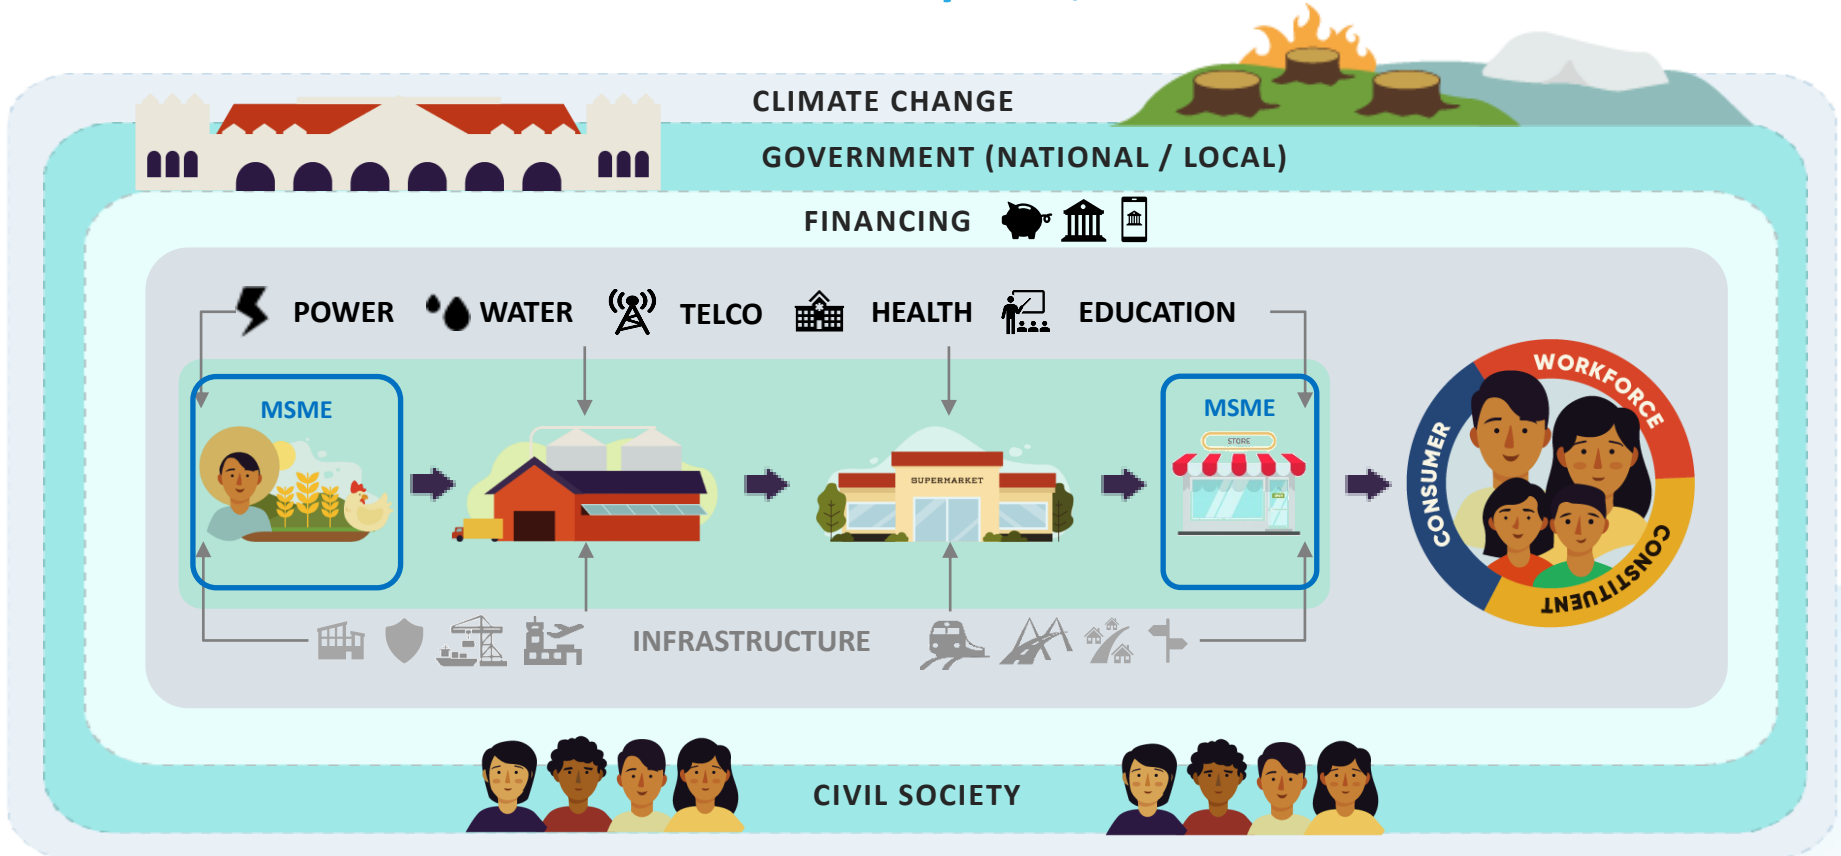 CLIMATE CHANGE
GOVERNMENT (NATIONAL / LOCAL)
FINANCING
POWER
WATER
TELCO
HEALTH
EDUCATION
MSME
MSME
STORE
SUPERMARKET
WORKFORCE
CONSUMER
CONSTITUENT
INFRASTRUCTURE
CIVIL SOCIETY